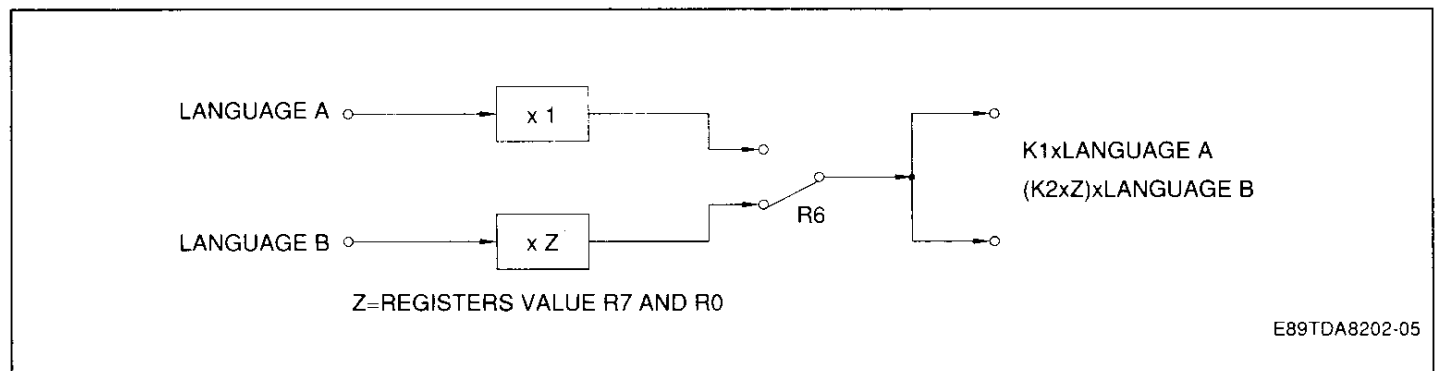 LANGUAGE A
x 1
K1xLANGUAGE A
(K2xZ)xLANGUAGE B
R6
LANGUAGE B
x Z
Z=REGISTERS VALUE R7 AND R0
E89TDA8202-05